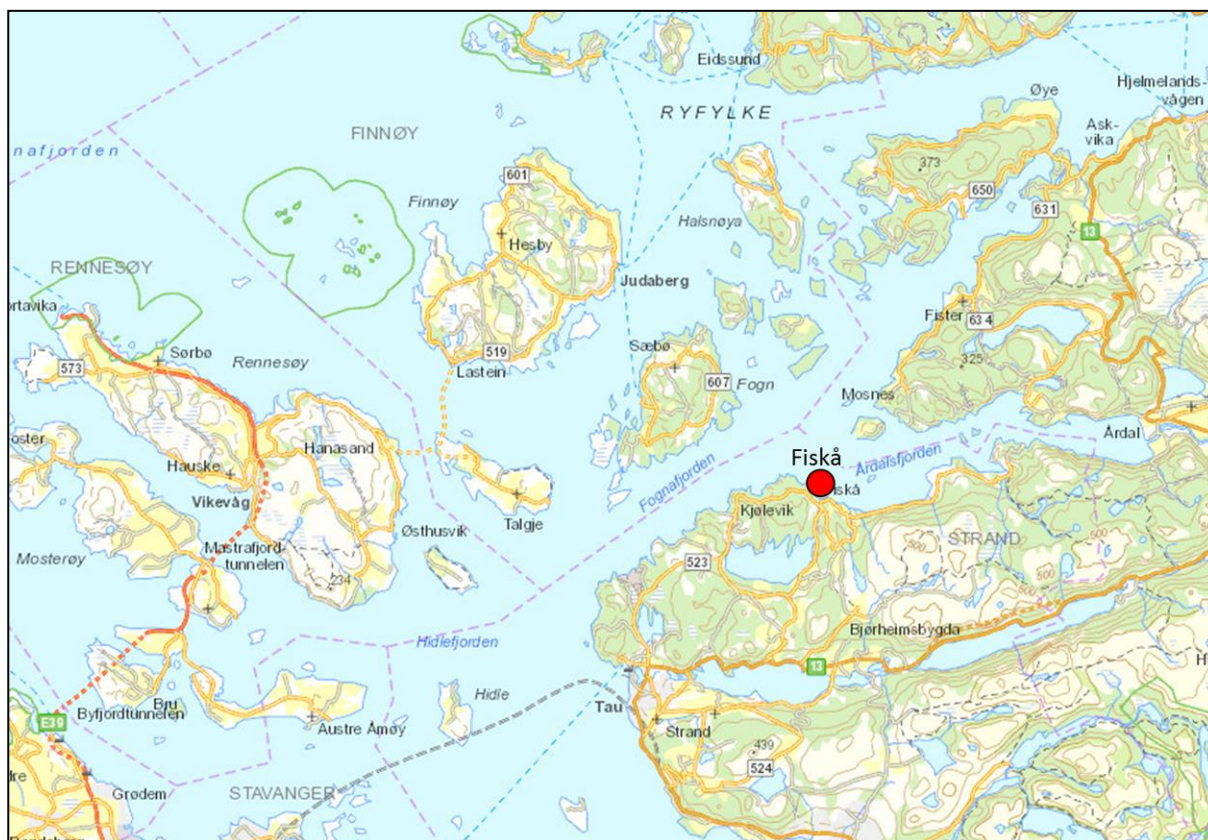 Eidssund
Hjelmelands-
vågen
RYFYLKE
Øye
Ask-
vika
FINNØY
nafjorden
601
373
650
631
Finnøy
Halsnøya
13
Hesby
RENNESØY
Judaberg
ortavika
Fister
634
Sørbø
Rennesøy
519
Sæbø
325
573
Lastein
607
Fogn
Mosnes
oster
Hanasand
Årdal
Fiskå
Hauske
Fognafjorden
Årdalsfjorden
iskå
Vikevåg
Talgje
Kjølevik
Østhusvik
STRAND
500
500
Mastrafjord-
tunnelen
Mosterøy
523
234
500
Bjørheimsbygda
Hidlefjorden
13
Hidle
Bru
Tau
E39
Byfjordtunnelen
Austre Åmøy
Strand
439
524
dre
STAVANGER
Grødem